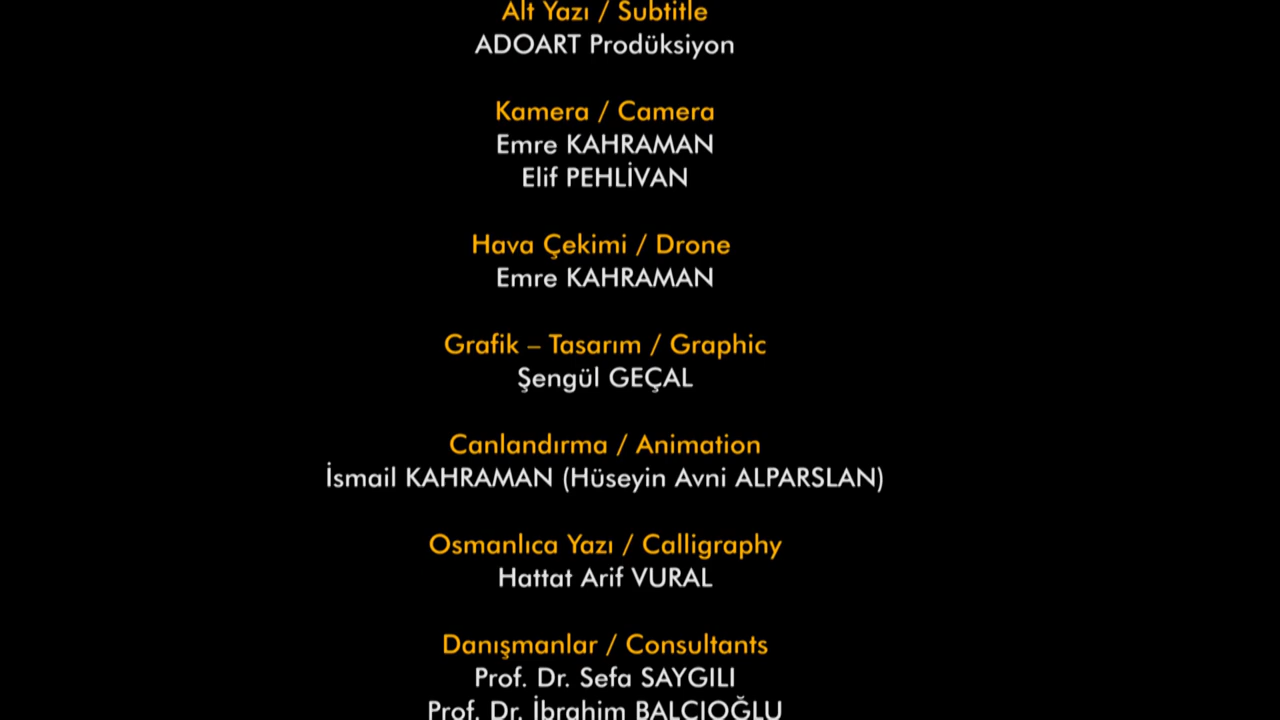 Alt Yazı / Subtitle
ADOART Prodüksiyon
Kamera / Camera
Emre KAHRAMAN
Elif PEHLİVAN
Hava Çekimi / Drone
Emre KAHRAMAN
Grafik – Tasarım / Graphic
Şengül GEÇAL
Canlandırma / Animation
İsmail KAHRAMAN (Hüseyin Avni ALPARSLAN)
Osmanlıca Yazı / Calligraphy
Hattat Arif VURAL
Danışmanlar / Consultants
Prof. Dr. Sefa SAYGILI
Prof. Dr. İbrahim BALCIOĞLU